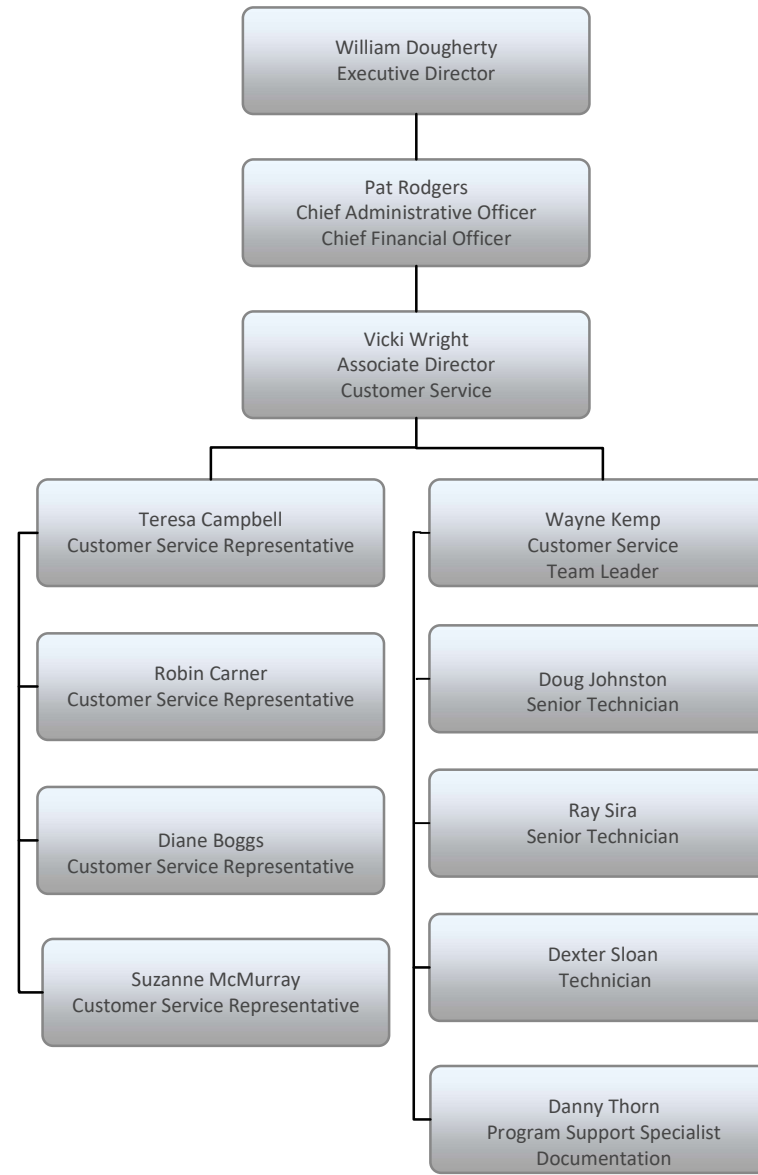 William Dougherty
Executive Director
Pat Rodgers
Chief Administrative Officer
Chief Financial Officer
Vicki Wright
Associate Director
Customer Service
Teresa Campbell
Customer Service Representative
Robin Carner
Customer Service Representative
Diane Boggs
Customer Service Representative
Suzanne McMurray
Customer Service Representative
Wayne Kemp
Customer Service
Team Leader
Doug Johnston
Senior Technician
Ray Sira
Senior Technician
Dexter Sloan
Technician
Danny Thorn
Program Support Specialist
Documentation